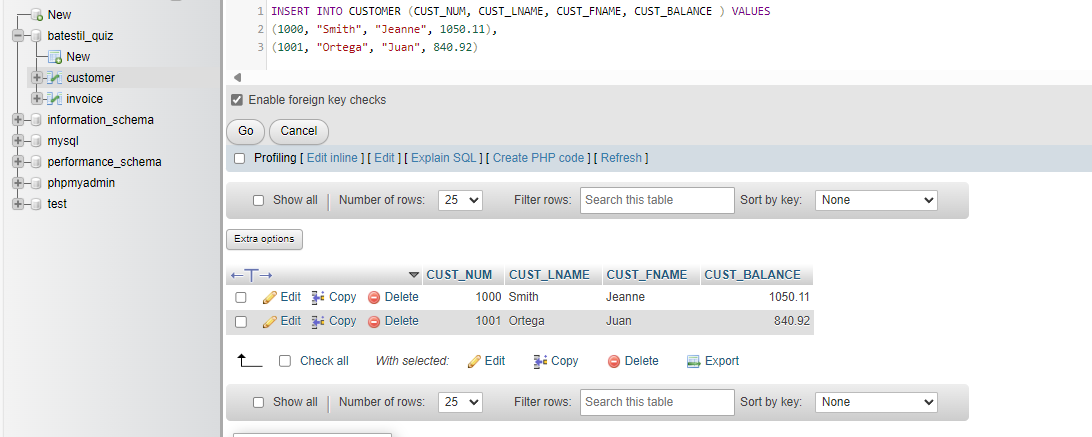 New
batestil_quiz
New
customer
invoice
information_schema
mysql
performance_schema
phpmyadmin
test
1 INSERT INTO CUSTOMER (CUST_NUM, CUST_LNAME, CUST_FNAME, CUST_BALANCE ) VALUES
2 (1000, "Smith", "Jeanne", 1050.11),
3 (1001, "Ortega", "Juan", 840.92)
Enable foreign key checks
Go Cancel
Profiling [ Edit inline ] [ Edit ] [ Explain SQL ] [ Create PHP code ] [ Refresh ]
Show all Number of rows: 25 Filter rows: Search this table Sort by key: None
Extra options
←T→ CUST_NUM CUST_LNAME CUST_FNAME CUST_BALANCE
Edit Copy Delete 1000 Smith Jeanne 1050.11
Edit Copy Delete 1001 Ortega Juan 840.92
Check all With selected: Edit Copy Delete Export
Show all Number of rows: 25 Filter rows: Search this table Sort by key: None